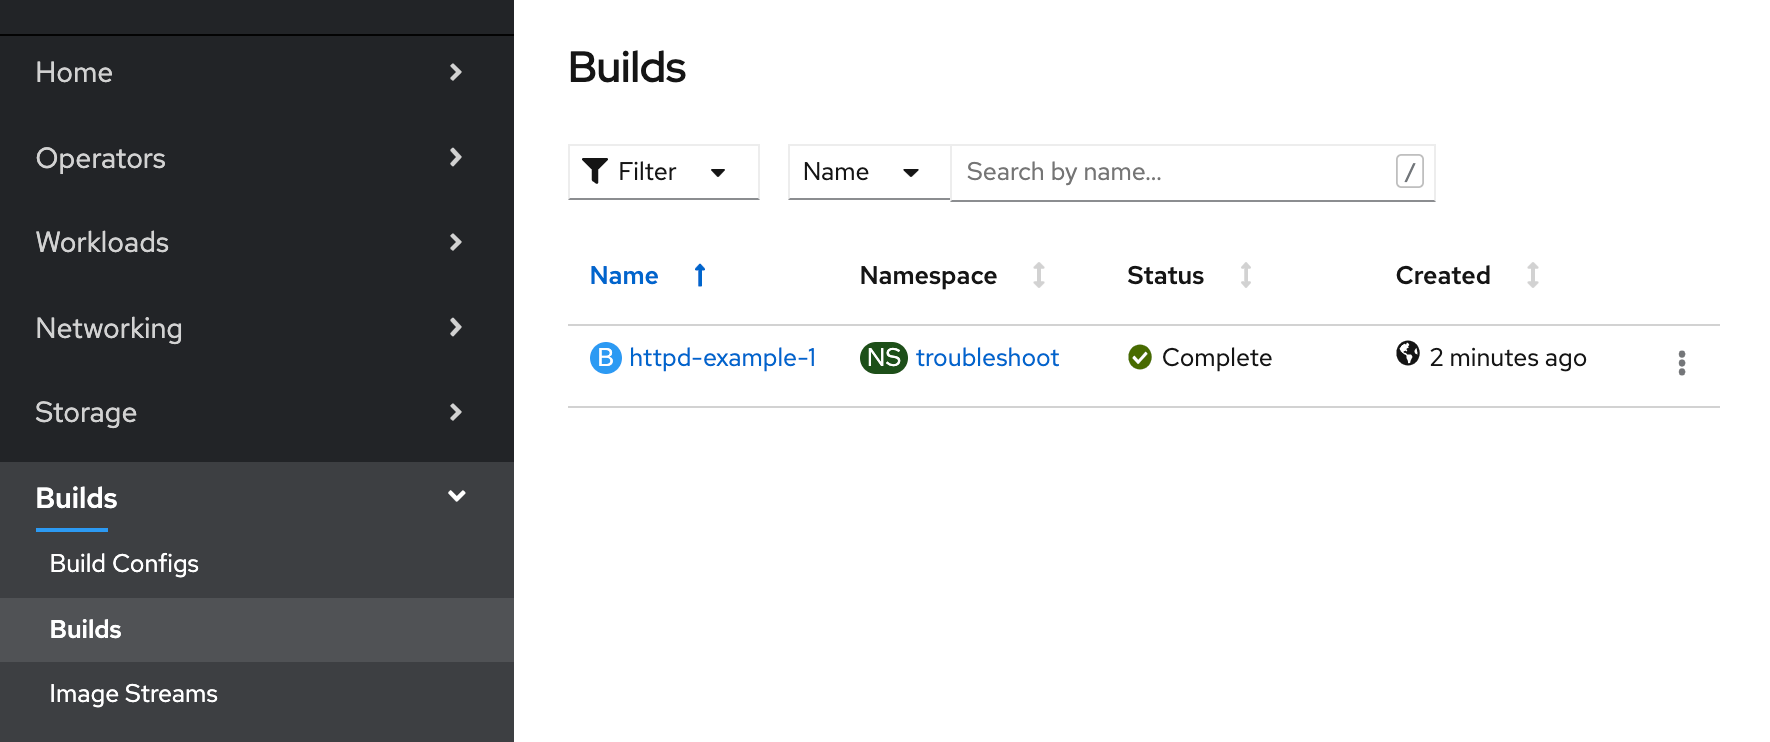 Home
Operators
Workloads
Networking
Storage
Builds
Build Configs
Builds
Image Streams
Builds
Filter Name Search by name... /
Name Namespace Status Created
B httpd-example-1 NS troubleshoot Complete 2 minutes ago